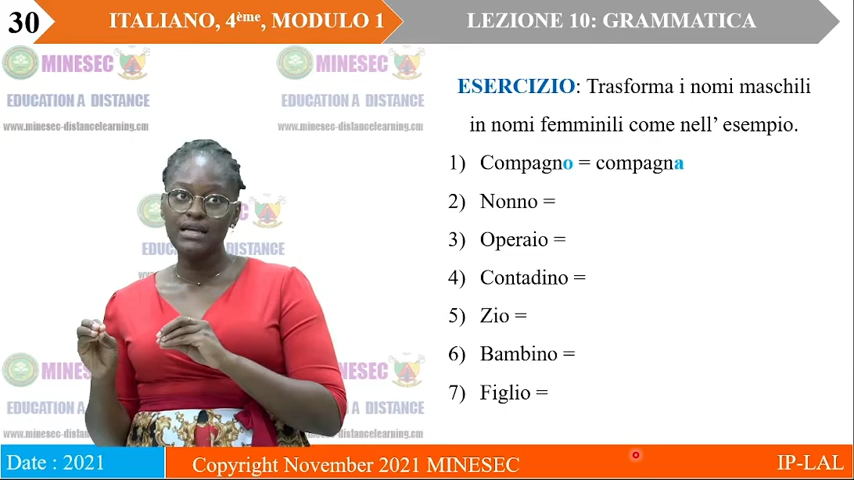 30
ITALIANO, 4ème, MODULO 1
LEZIONE 10: GRAMMATICA
MINESEC
EDUCATION A DISTANCE
www.minesec-distancelearning.cm
MINESEC
EDUCATION A DISTANCE
www.minesec-distancelearning.cm
ESERCIZIO: Trasforma i nomi maschili
in nomi femminili come nell' esempio.
1) Compagno = compagna
2) Nonno =
3) Operaio =
4) Contadino =
5) Zio =
6) Bambino =
7) Figlio =
Date : 2021
Copyright November 2021 MINESEC
IP-LAL